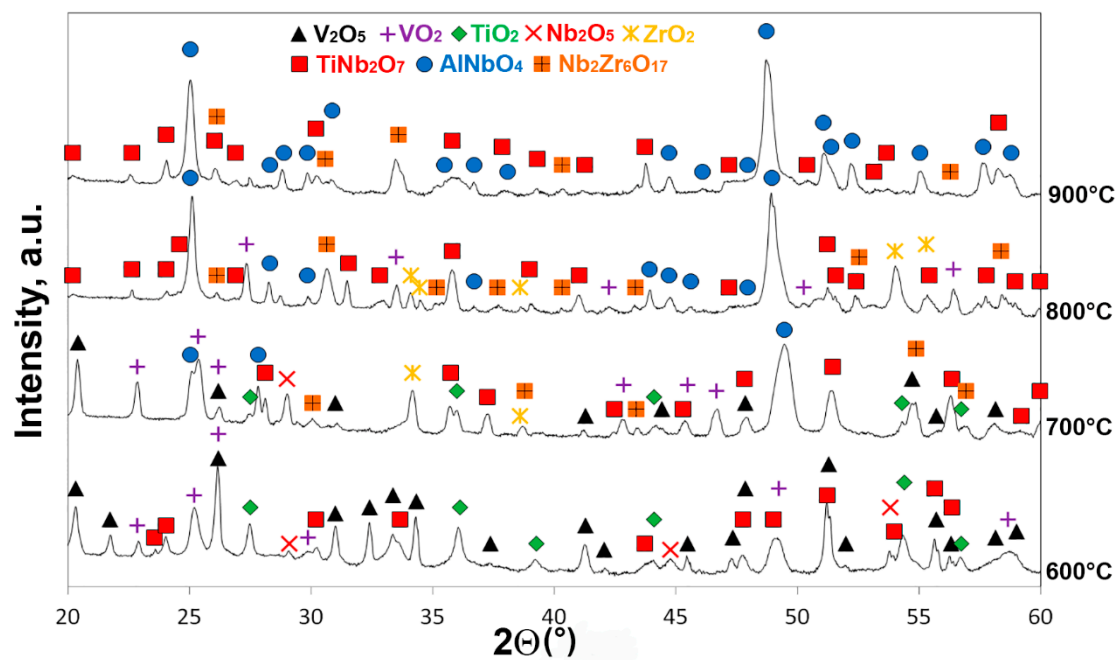 V₂O₅ VO₂ TiO₂ Nb₂O₅ ZrO₂
TiNb₂O₇ AlNbO₄ Nb₂Zr₆O₁₇
Intensity, a.u.
900°C
800°C
700°C
600°C
20 25 30 35 40 45 50 55 60
2Θ(°)